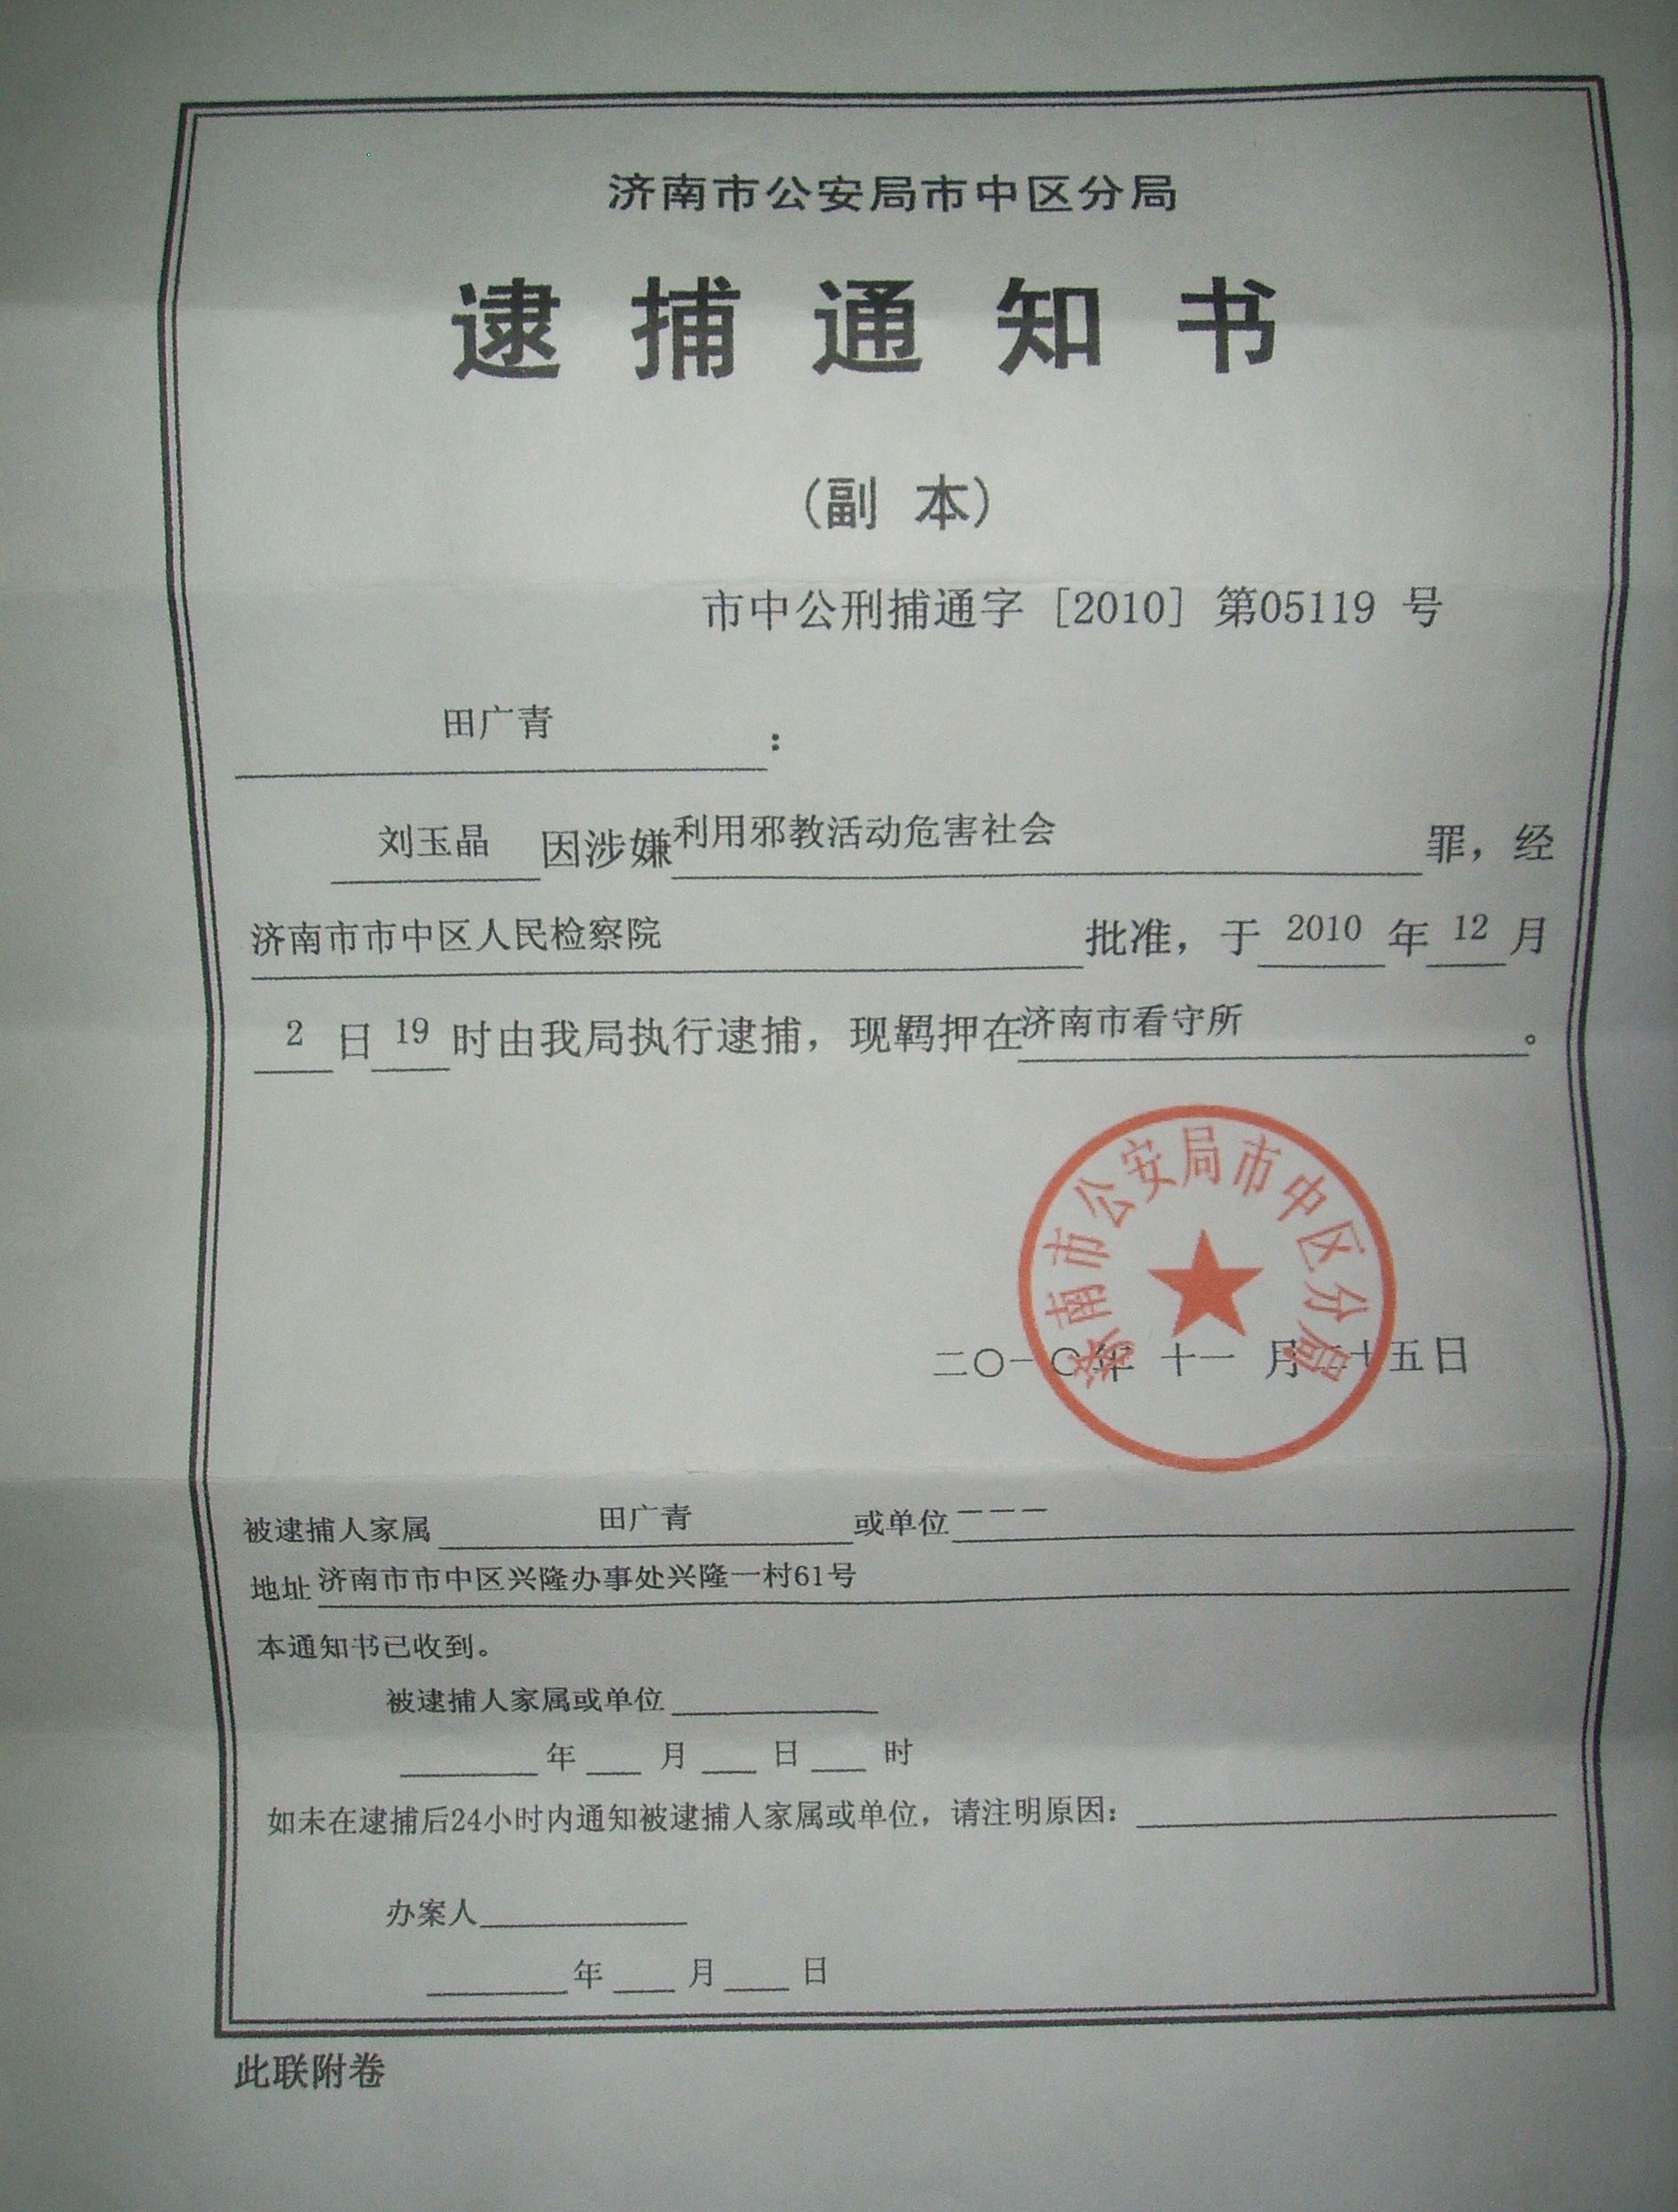 济南市公安局市中区分局
逮捕通知书
(副 本)
市中公刑捕通字 [2010] 第05119 号
田广青：
刘玉晶 因涉嫌利用邪教活动危害社会 罪，经
济南市市中区人民检察院 批准，于 2010 年 12 月
2 日 19 时由我局执行逮捕，现羁押在济南市看守所。
济南市公安局市中区分局
二〇一〇年 十一 月二十五日
被逮捕人家属 田广青 或单位 ———
地址 济南市市中区兴隆办事处兴隆一村61号
本通知书已收到。
被逮捕人家属或单位
年 月 日 时
如未在逮捕后24小时内通知被逮捕人家属或单位，请注明原因：
办案人
年 月 日
此联附卷